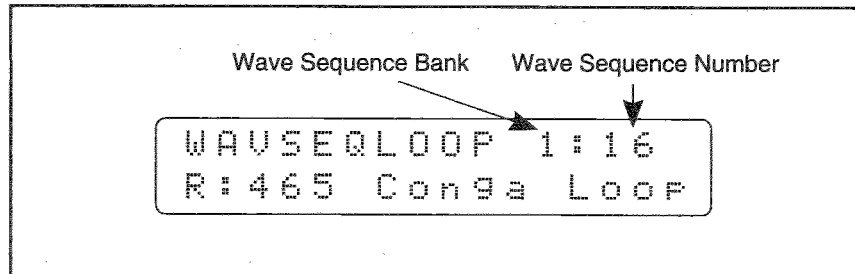 Wave Sequence Bank Wave Sequence Number
WAVSEQLOOP 1:16
R:465 Conga Loop